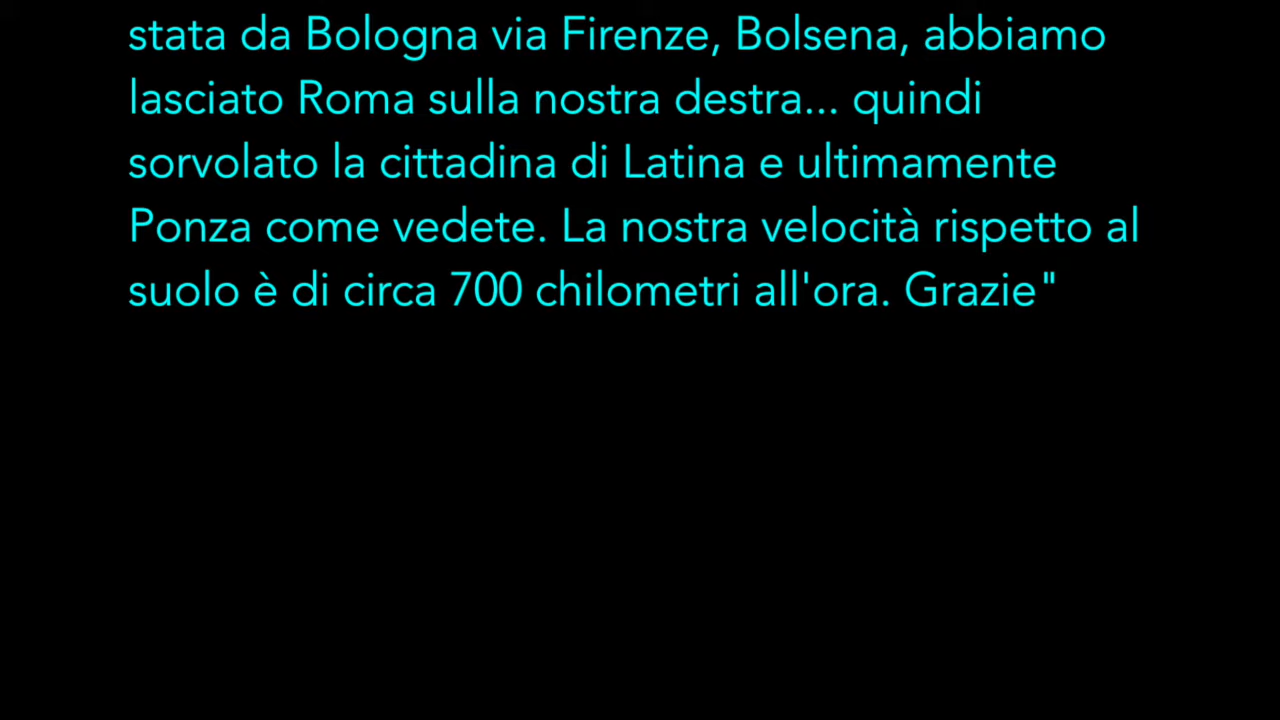 stata da Bologna via Firenze, Bolsena, abbiamo
lasciato Roma sulla nostra destra... quindi
sorvolato la cittadina di Latina e ultimamente
Ponza come vedete. La nostra velocità rispetto al
suolo è di circa 700 chilometri all'ora. Grazie"